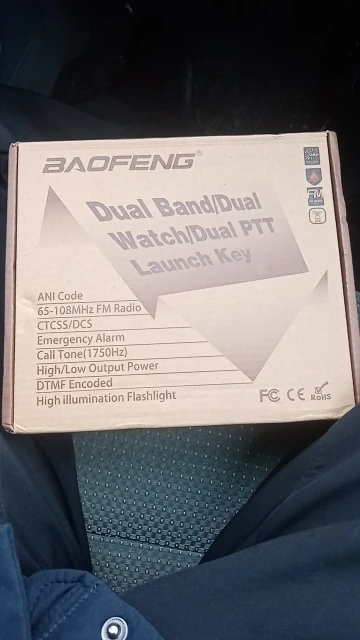 BAOFENG®
Dual Band/Dual
Watch/Dual PTT
Launch Key
ANI Code
65-108MHz FM Radio
CTCSS/DCS
Emergency Alarm
Call Tone(1750Hz)
High/Low Output Power
DTMF Encoded
High illumination Flashlight
FM
FC CE RoHS